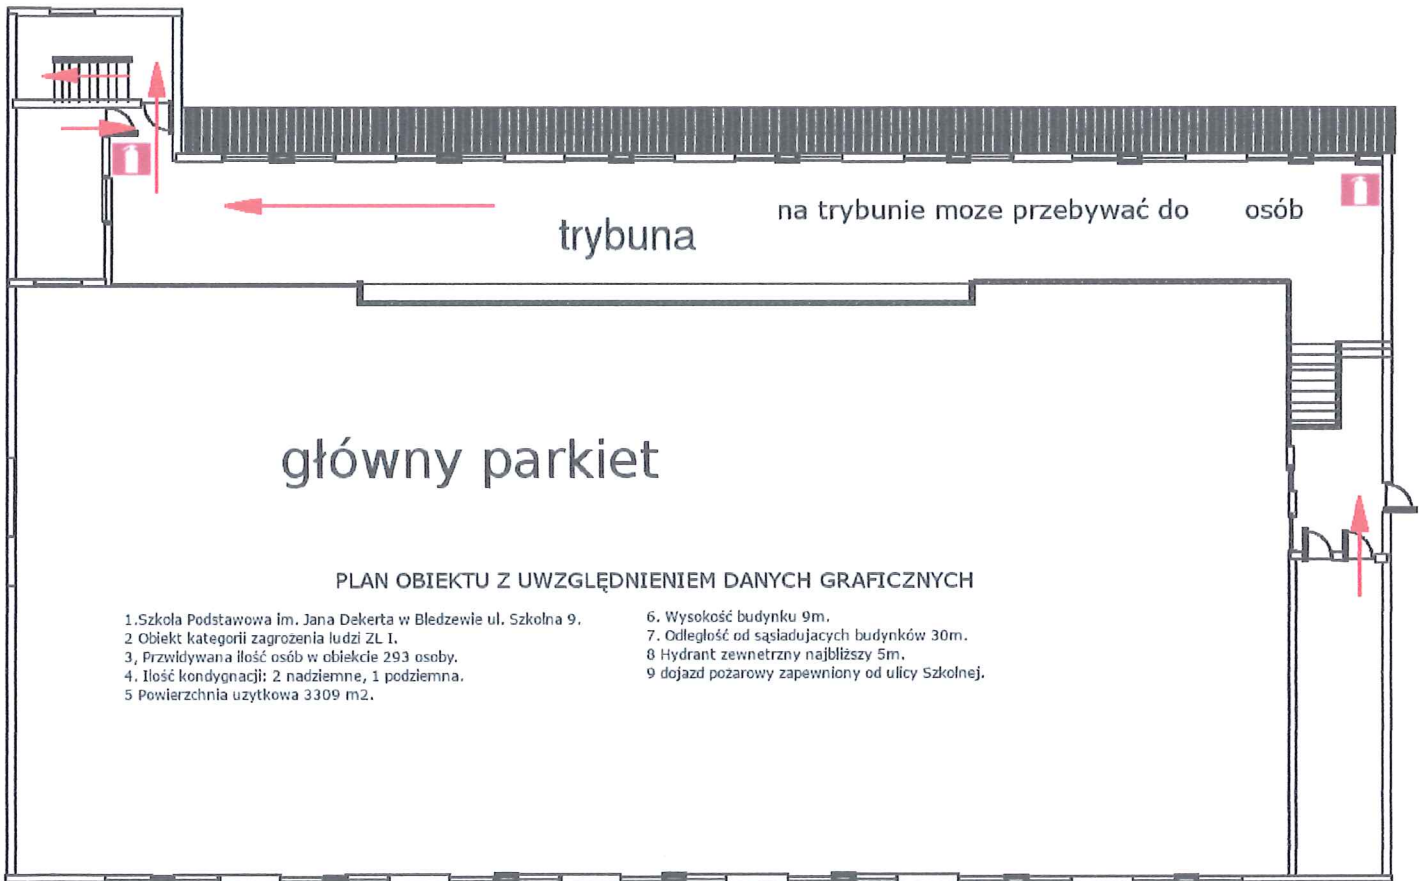 na trybunie moze przebywać do osób
trybuna
główny parkiet
PLAN OBIEKTU Z UWZGLĘDNIENIEM DANYCH GRAFICZNYCH
1.Szkoła Podstawowa im. Jana Dekerta w Bledzewie ul. Szkolna 9.
2 Obiekt kategorii zagrożenia ludzi ZL I.
3, Przwidywana ilość osób w obiekcie 293 osoby.
4. Ilość kondygnacji: 2 nadziemne, 1 podziemna.
5 Powierzchnia uzytkowa 3309 m2.
6. Wysokość budynku 9m.
7. Odległość od sąsiadujacych budynków 30m.
8 Hydrant zewnetrzny najbliższy 5m.
9 dojazd pożarowy zapewniony od ulicy Szkolnej.